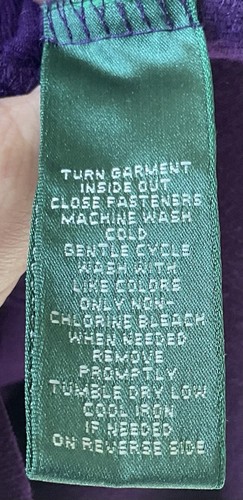 TURN GARMENT
INSIDE OUT
CLOSE FASTENERS
MACHINE WASH
COLD
GENTLE CYCLE
WASH WITH
LIKE COLORS
ONLY NON-
CHLORINE BLEACH
WHEN NEEDED
REMOVE
PROMPTLY
TUMBLE DRY LOW
COOL IRON
IF NEEDED
ON REVERSE SIDE